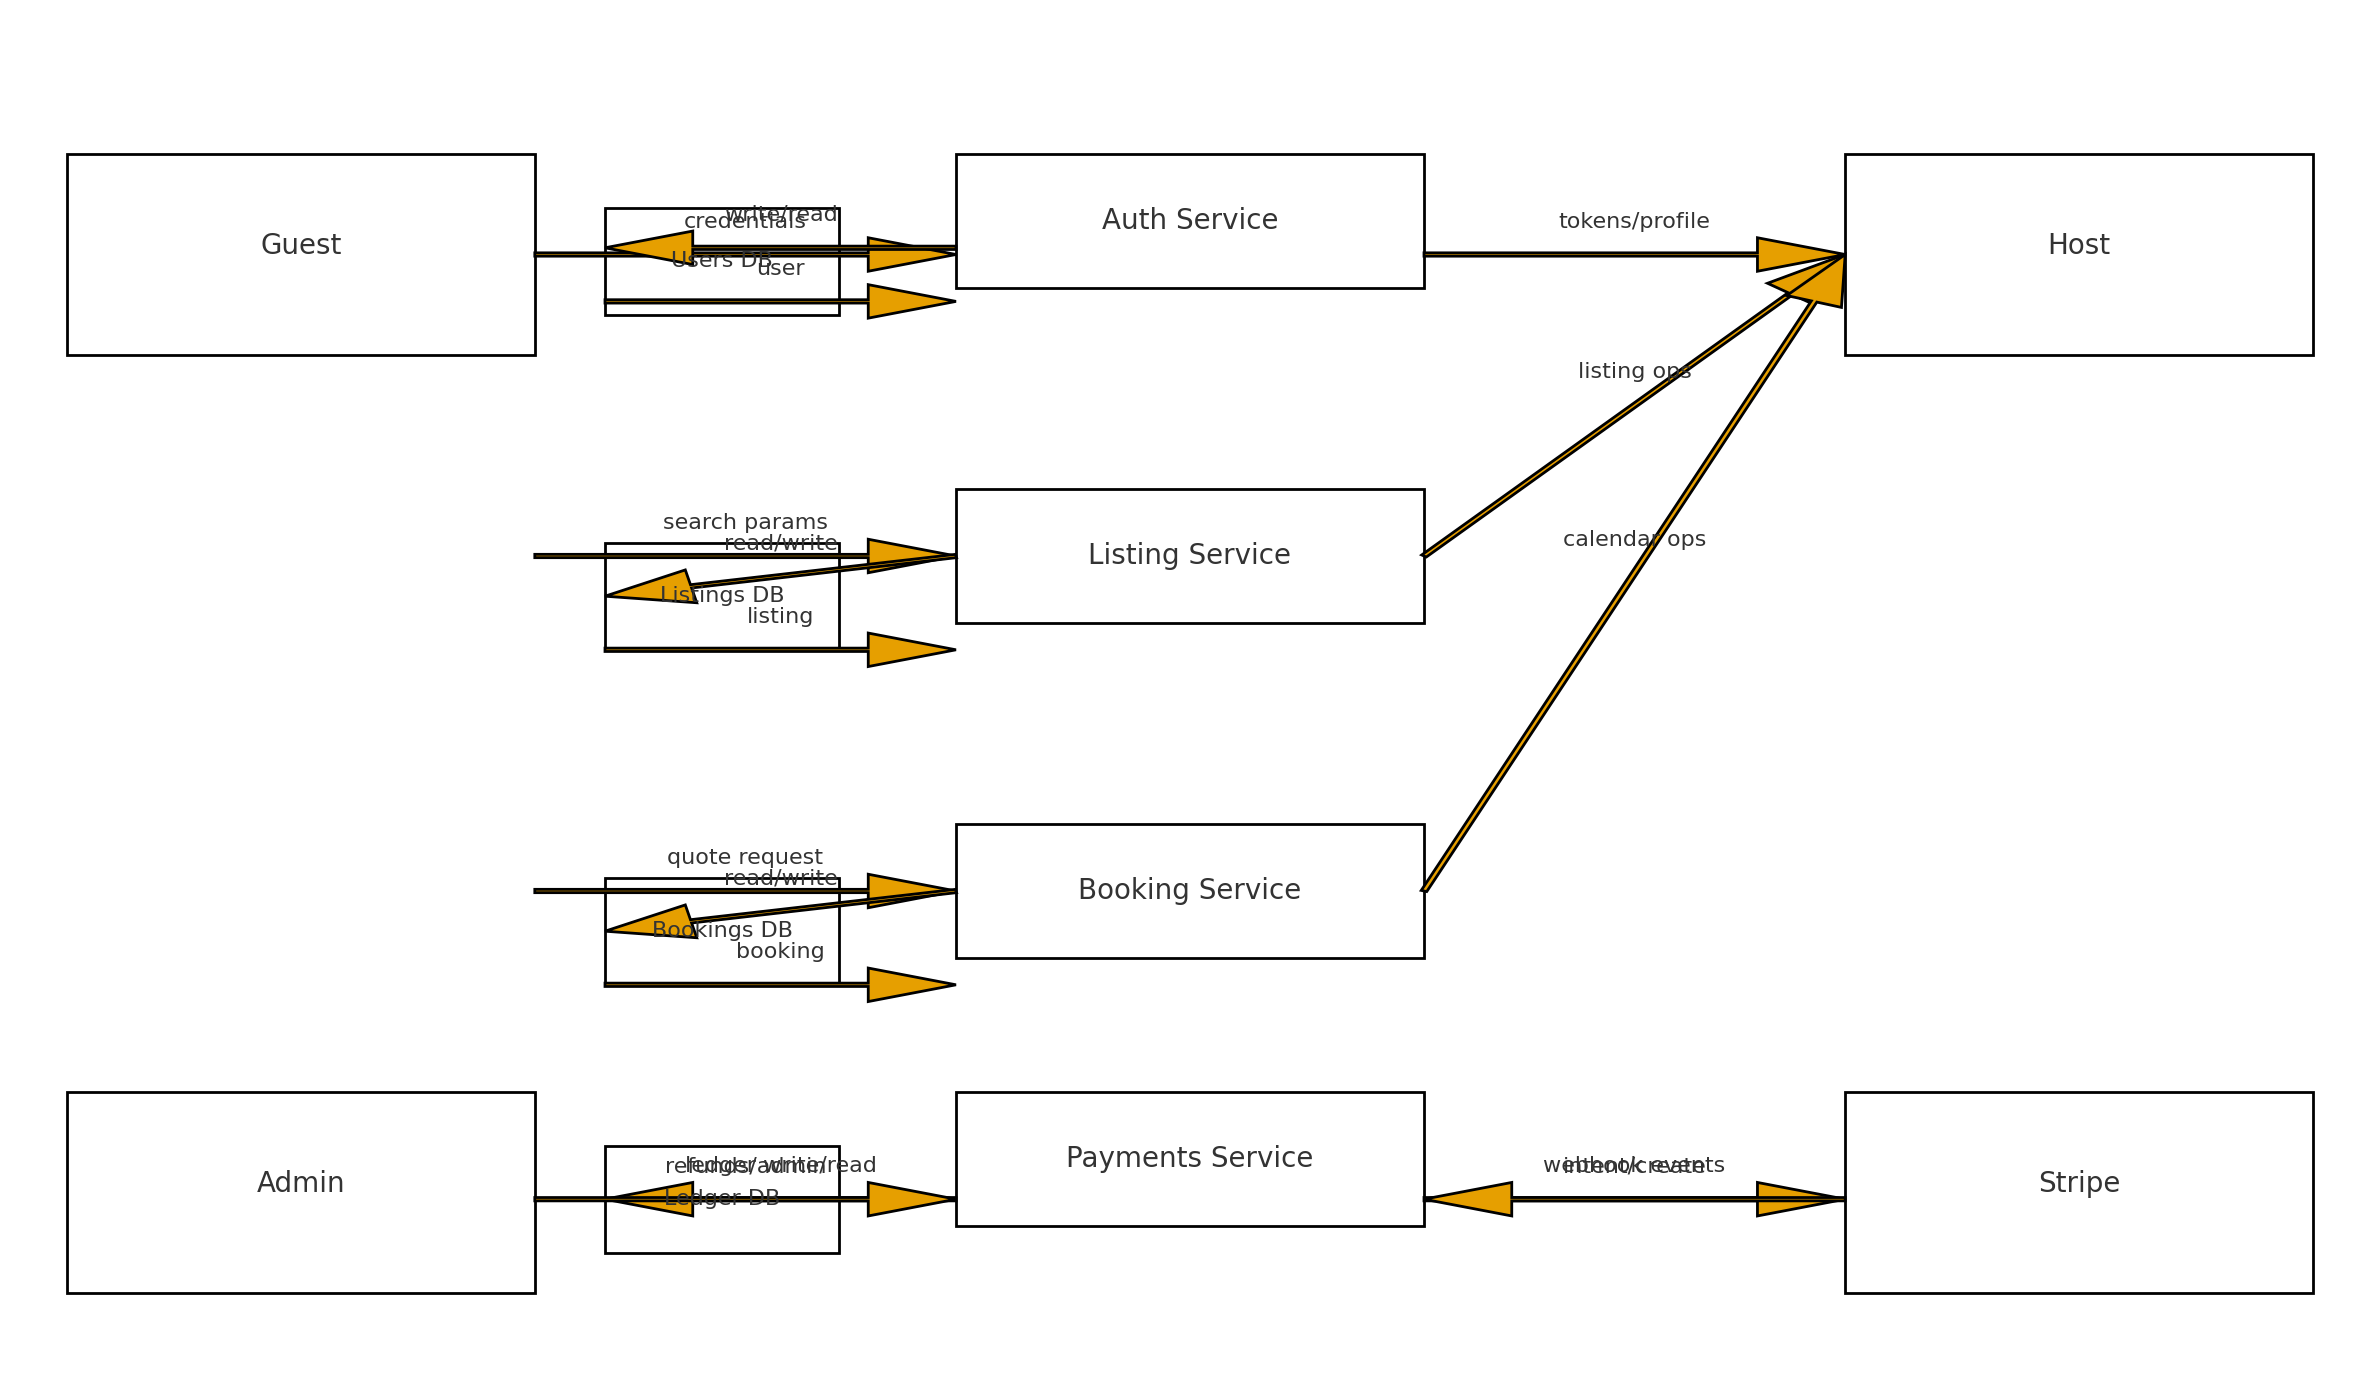 Guest
write/read
credentials
Users DB
user
Auth Service
tokens/profile
Host
listing ops
search params
read/write
Listings DB
listing
Listing Service
calendar ops
quote request
read/write
Bookings DB
booking
Booking Service
Admin
refunds/admin
ledger write/read
Ledger DB
Payments Service
webhook events
intent/create
Stripe